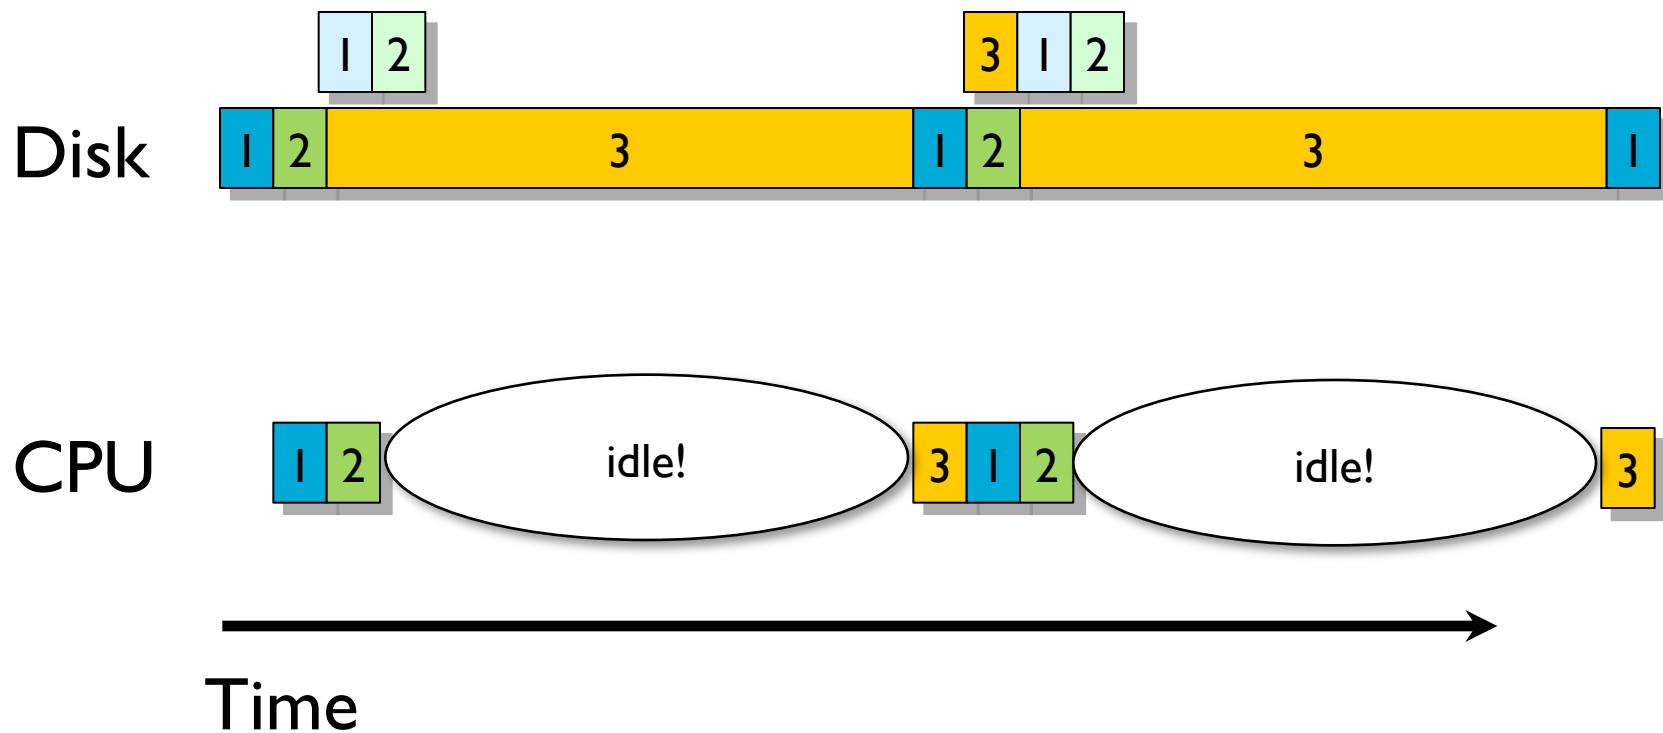 1 2 3 1 2
Disk 1 2 3 1 2 3 1
CPU 1 2 idle! 3 1 2 idle! 3
Time